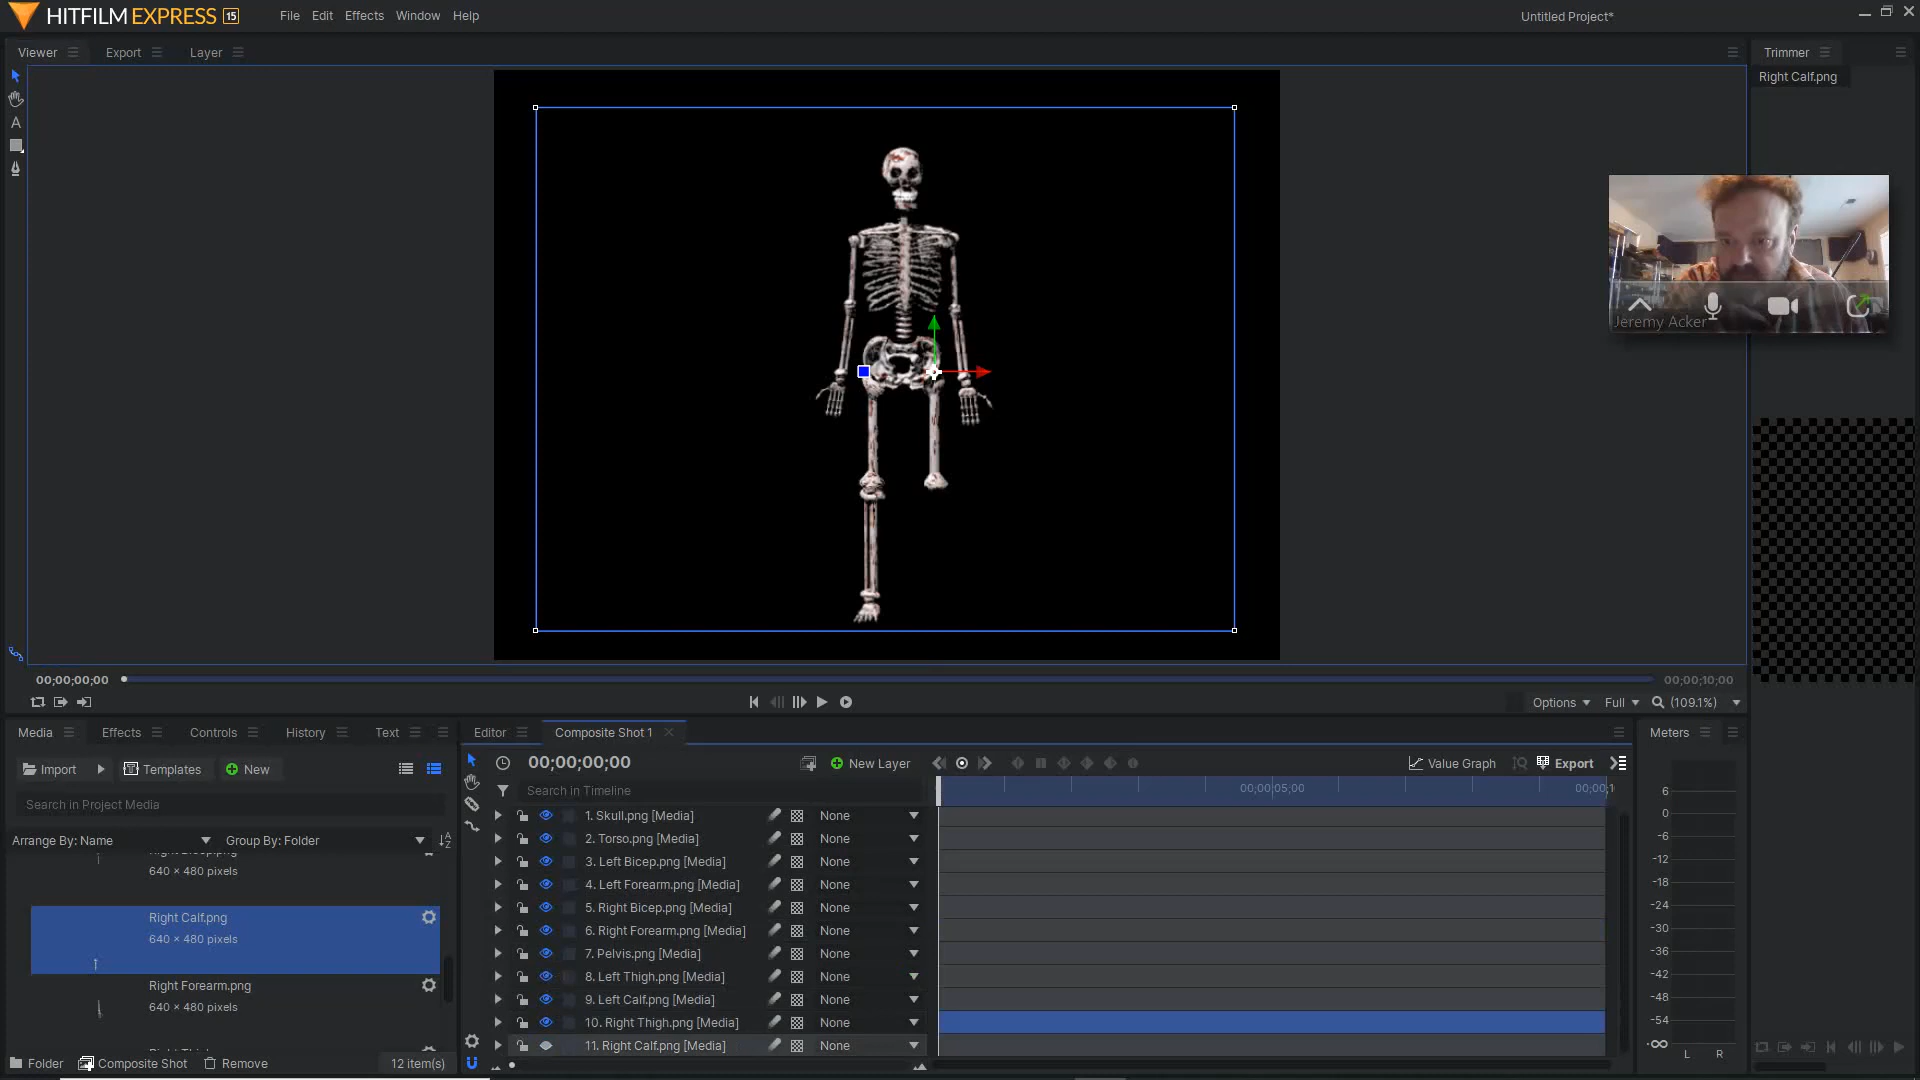 HITFILM EXPRESS 15
File Edit Effects Window Help
Untitled Project*
Viewer Export Layer
Trimmer
Right Calf.png
A
Jeremy Acker
00;00;00;00
00;00;10;00
Options Full (109.1%)
Media Effects Controls History Text
Editor Composite Shot 1
Meters
Import Templates New
00;00;00;00
New Layer
Value Graph Export
Search in Project Media
Search in Timeline
00;00;05;00
00;00;1
Arrange By: Name
Group By: Folder
640 × 480 pixels
Right Calf.png
640 × 480 pixels
Right Forearm.png
640 × 480 pixels
1. Skull.png [Media] None
2. Torso.png [Media] None
3. Left Bicep.png [Media] None
4. Left Forearm.png [Media] None
5. Right Bicep.png [Media] None
6. Right Forearm.png [Media] None
7. Pelvis.png [Media] None
8. Left Thigh.png [Media] None
9. Left Calf.png [Media] None
10. Right Thigh.png [Media] None
11. Right Calf.png [Media] None
6
0
-6
-12
-18
-24
-30
-36
-42
-48
-54
-∞
L R
Folder Composite Shot Remove 12 item(s)